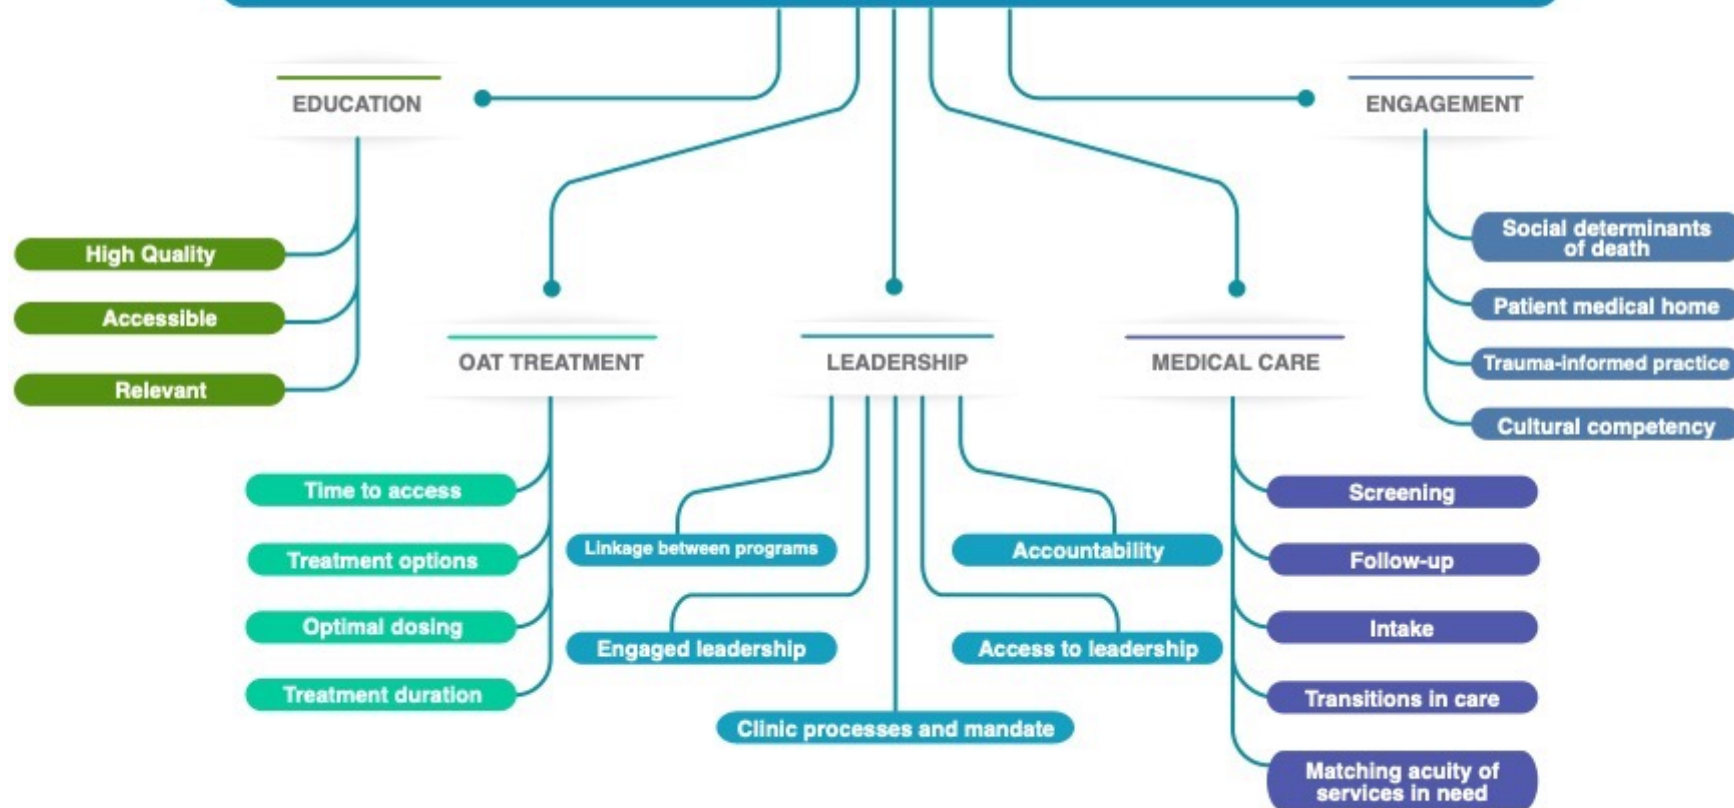 EDUCATION
High Quality
Accessible
Relevant
OAT TREATMENT
Time to access
Treatment options
Optimal dosing
Treatment duration
LEADERSHIP
Linkage between programs
Engaged leadership
Clinic processes and mandate
Accountability
Access to leadership
MEDICAL CARE
Screening
Follow-up
Intake
Transitions in care
Matching acuity of
services in need
ENGAGEMENT
Social determinants
of death
Patient medical home
Trauma-informed practice
Cultural competency